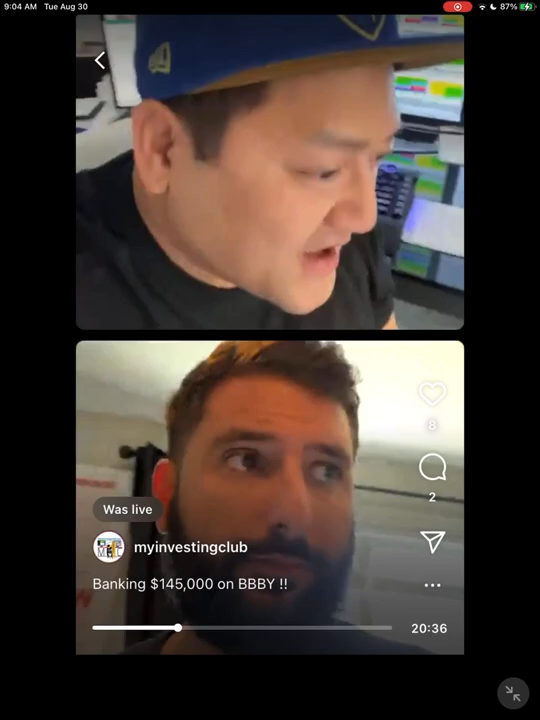 9:04 AM Tue Aug 30
87%
8
2
Was live
myinvestingclub
Banking $145,000 on BBBY !!
20:36